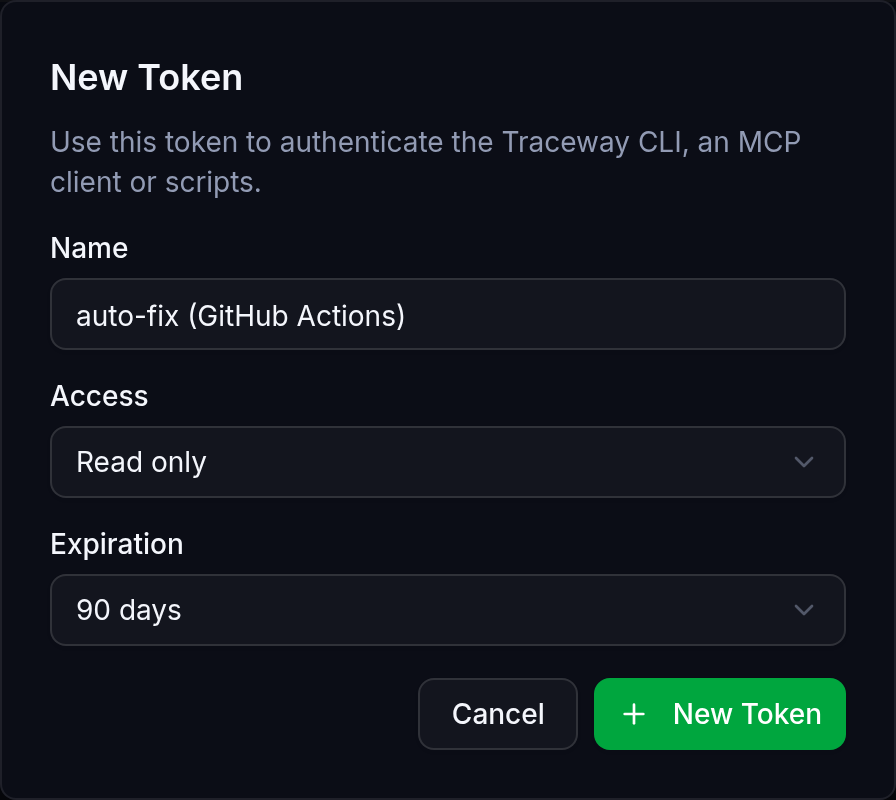 New Token
Use this token to authenticate the Traceway CLI, an MCP
client or scripts.
Name
auto-fix (GitHub Actions)
Access
Read only
Expiration
90 days
Cancel
+ New Token